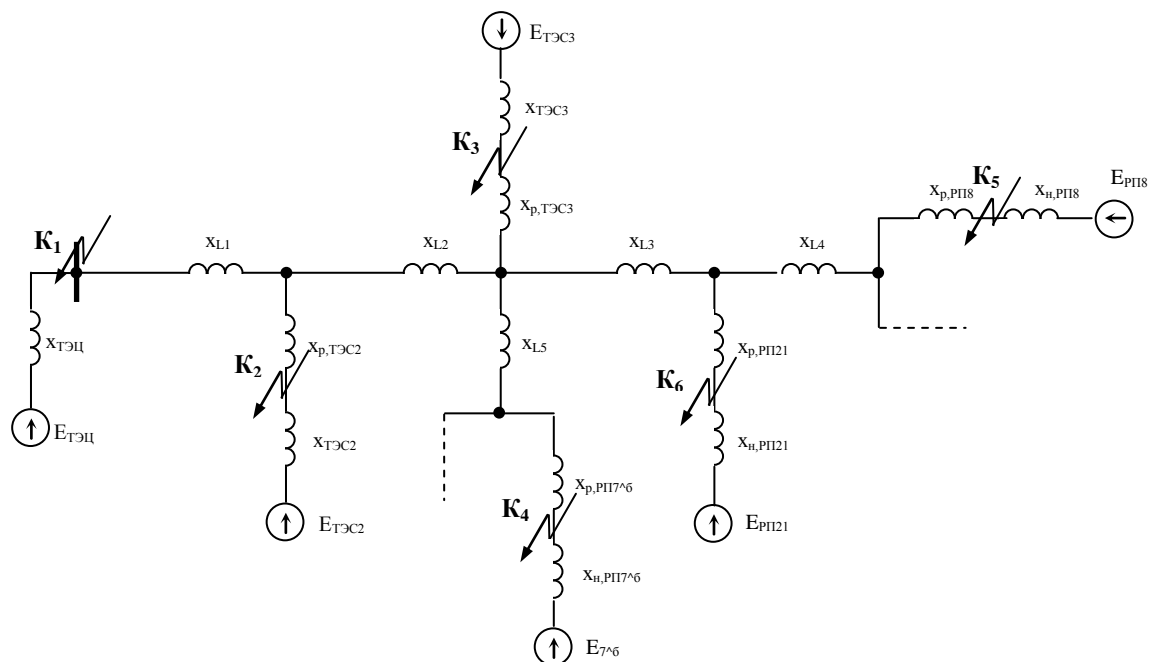 EТЭС3
xТЭС3
К3
xр,ТЭС3
xр,РП8
К5
xн,РП8
EРП8
К1
xL1
xL2
xL3
xL4
xТЭЦ
EТЭЦ
К2
xр,ТЭС2
xТЭС2
EТЭС2
xL5
К4
xр,РП7^б
xн,РП7^б
E7^б
К6
xр,РП21
xн,РП21
EРП21